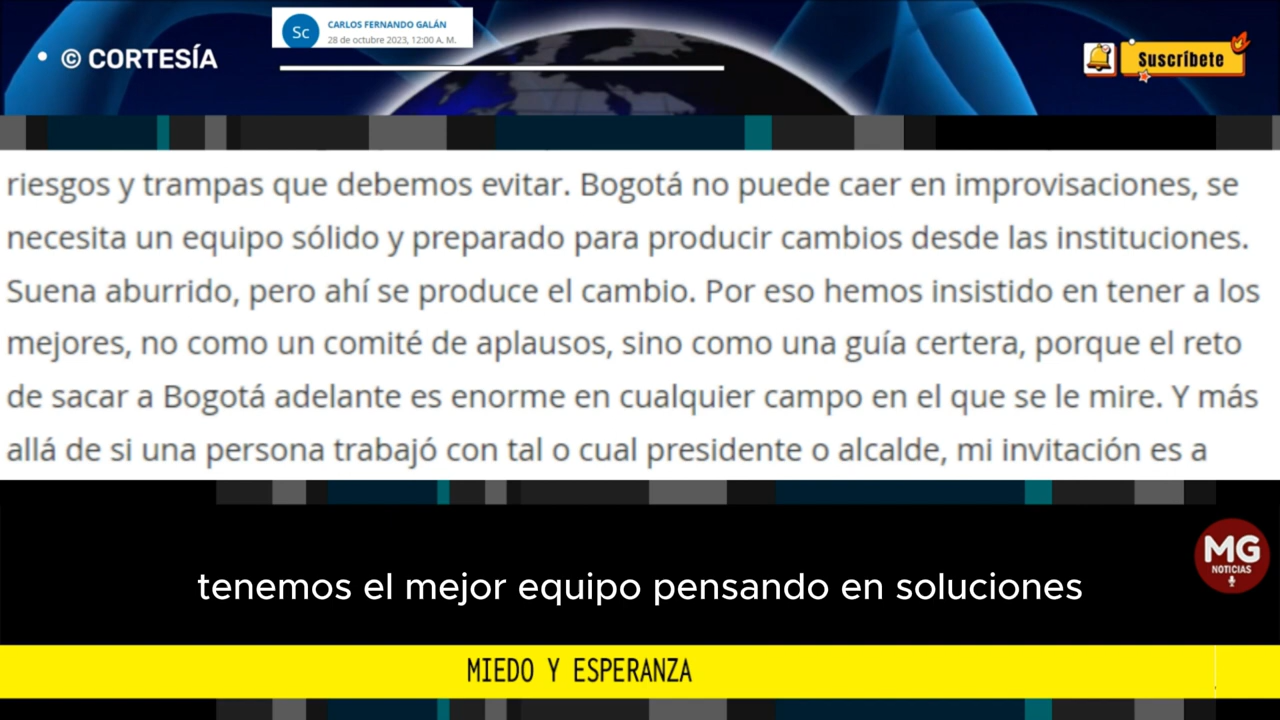 Sc
CARLOS FERNANDO GALÁN
28 de octubre 2023, 12:00 A. M.
• © CORTESÍA
Suscríbete
riesgos y trampas que debemos evitar. Bogotá no puede caer en improvisaciones, se
necesita un equipo sólido y preparado para producir cambios desde las instituciones.
Suena aburrido, pero ahí se produce el cambio. Por eso hemos insistido en tener a los
mejores, no como un comité de aplausos, sino como una guía certera, porque el reto
de sacar a Bogotá adelante es enorme en cualquier campo en el que se le mire. Y más
allá de si una persona trabajó con tal o cual presidente o alcalde, mi invitación es a
MG
NOTICIAS
tenemos el mejor equipo pensando en soluciones
MIEDO Y ESPERANZA